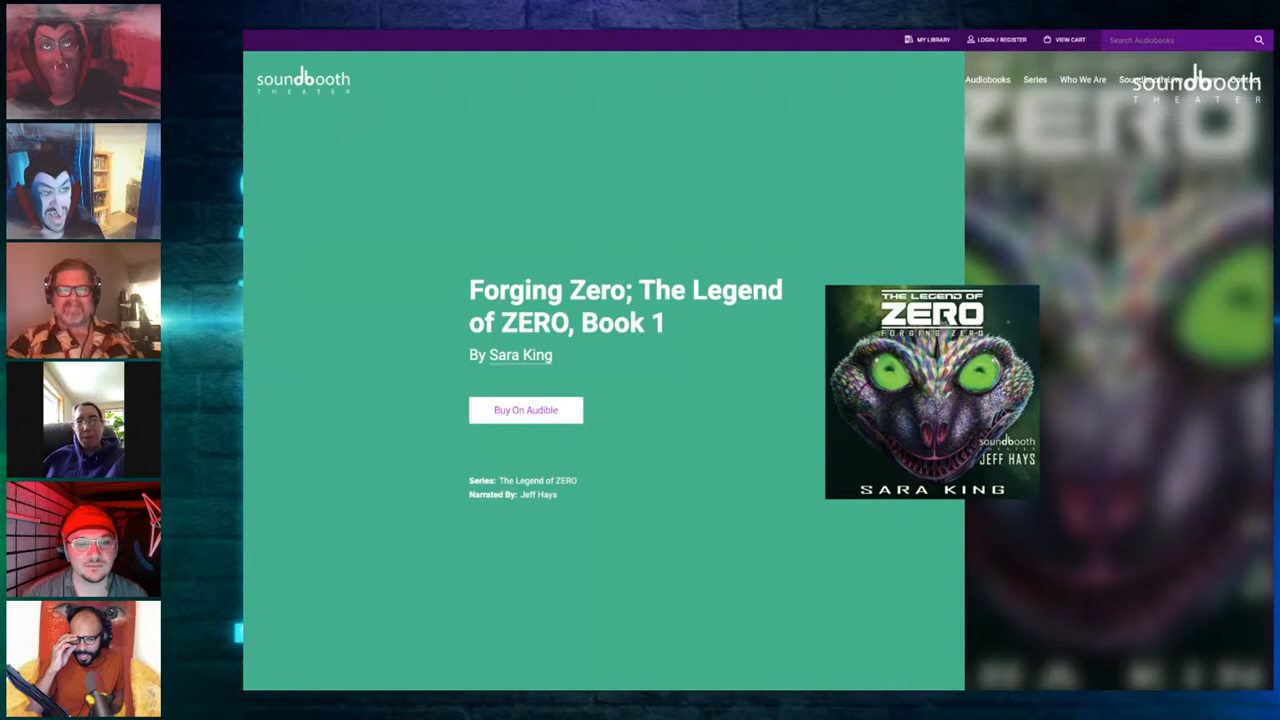 MY LIBRARY
LOGIN / REGISTER
VIEW CART
Search Audiobooks
soundbooth
THEATER
Audiobooks
Series
Who We Are
soundbooth
THEATER
ZERO
Forging Zero; The Legend
of ZERO, Book 1
By Sara King
Buy On Audible
Series: The Legend of ZERO
Narrated By: Jeff Hays
THE LEGEND OF
ZERO
FORGING ZERO
soundbooth
THEATER
JEFF HAYS
SARA KING